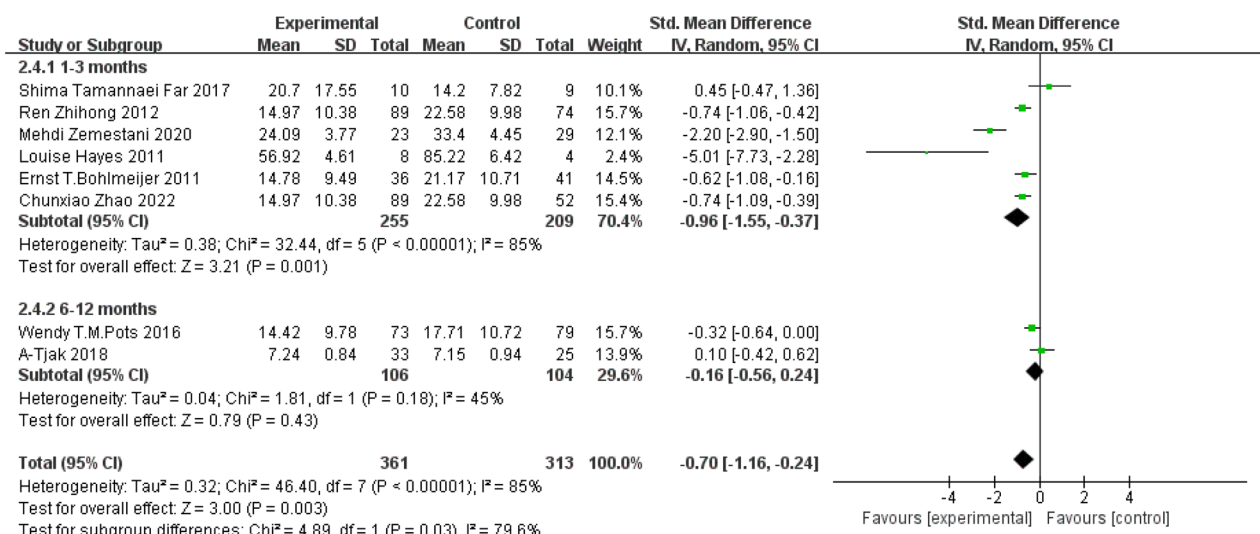 Experimental Control Std. Mean Difference Std. Mean Difference
Study or Subgroup Mean SD Total Mean SD Total Weight IV, Random, 95% CI IV, Random, 95% CI
2.4.1 1-3 months
Shima Tamannaei Far 2017 20.7 17.55 10 14.2 7.82 9 10.1% 0.45 [-0.47, 1.36]
Ren Zhihong 2012 14.97 10.38 89 22.58 9.98 74 15.7% -0.74 [-1.06, -0.42]
Mehdi Zemestani 2020 24.09 3.77 23 33.4 4.45 29 12.1% -2.20 [-2.90, -1.50]
Louise Hayes 2011 56.92 4.61 8 85.22 6.42 4 2.4% -5.01 [-7.73, -2.28]
Ernst T.Bohlmeijer 2011 14.78 9.49 36 21.17 10.71 41 14.5% -0.62 [-1.08, -0.16]
Chunxiao Zhao 2022 14.97 10.38 89 22.58 9.98 52 15.4% -0.74 [-1.09, -0.39]
Subtotal (95% CI) 255 209 70.4% -0.96 [-1.55, -0.37]
Heterogeneity: Tau² = 0.38; Chi² = 32.44, df = 5 (P < 0.00001); I² = 85%
Test for overall effect: Z = 3.21 (P = 0.001)
2.4.2 6-12 months
Wendy T.M.Pots 2016 14.42 9.78 73 17.71 10.72 79 15.7% -0.32 [-0.64, 0.00]
A-Tjak 2018 7.24 0.84 33 7.15 0.94 25 13.9% 0.10 [-0.42, 0.62]
Subtotal (95% CI) 106 104 29.6% -0.16 [-0.56, 0.24]
Heterogeneity: Tau² = 0.04; Chi² = 1.81, df = 1 (P = 0.18); I² = 45%
Test for overall effect: Z = 0.79 (P = 0.43)
Total (95% CI) 361 313 100.0% -0.70 [-1.16, -0.24]
Heterogeneity: Tau² = 0.32; Chi² = 46.40, df = 7 (P < 0.00001); I² = 85%
Test for overall effect: Z = 3.00 (P = 0.003)
Test for subgroup differences: Chi² = 4.89, df = 1 (P = 0.03), I² = 79.6%
-4 -2 0 2 4
Favours [experimental] Favours [control]